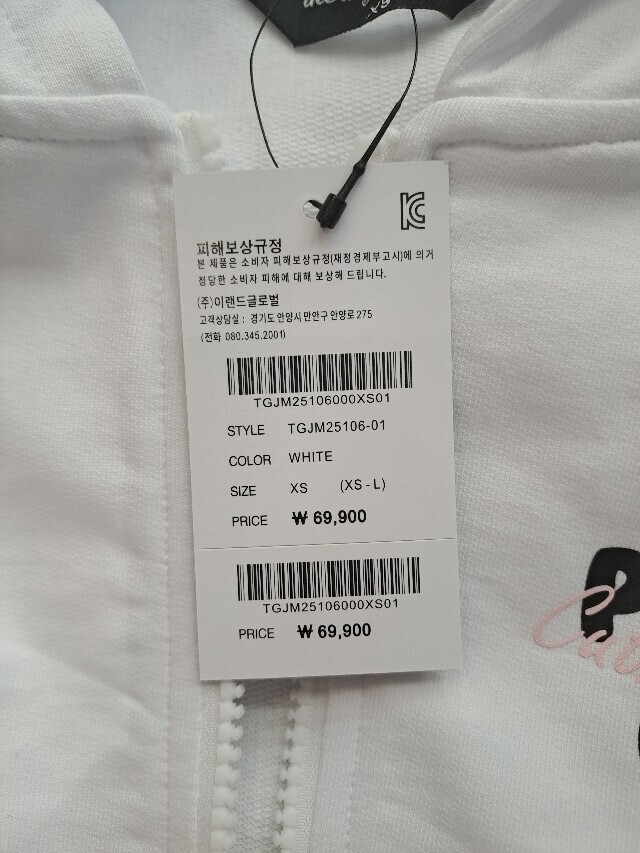 피해보상규정
본 제품은 소비자 피해보상규정(재정경제부고시)에 의거
정당한 소비자 피해에 대해 보상해 드립니다.
(주)이랜드글로벌
고객상담실 : 경기도 안양시 만안구 안양로 275
(전화 080.345.2001)
TGJM25106000XS01
STYLE TGJM25106-01
COLOR WHITE
SIZE XS (XS-L)
PRICE ₩ 69,900
TGJM25106000XS01
PRICE ₩ 69,900